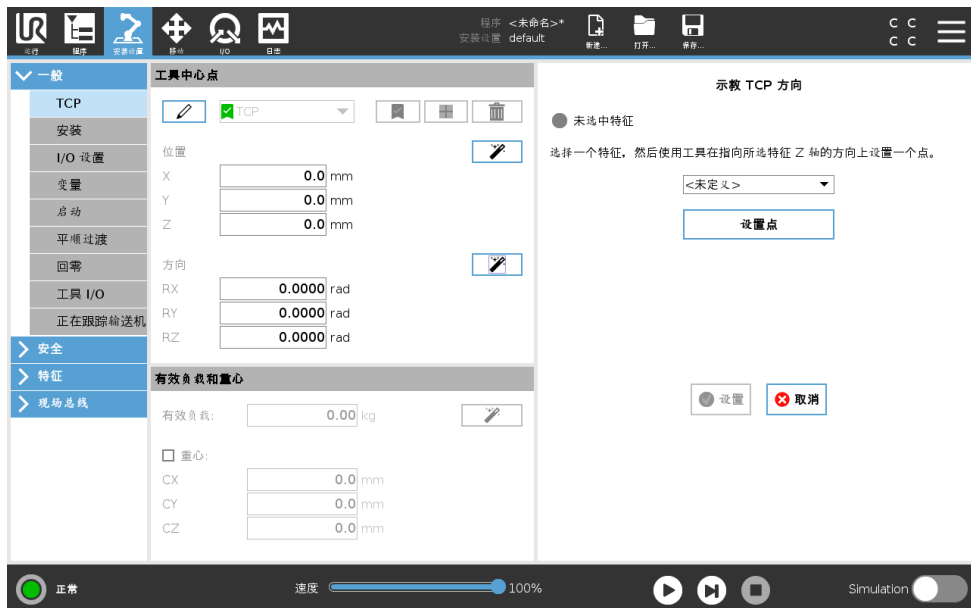 UR
运行
程序
安装设置
移动
I/O
日志
程序 <未命名>*
安装设置 default
新建...
打开...
保存...
C C
C C
一般
TCP
安装
I/O 设置
变量
启动
平顺过渡
回零
工具 I/O
正在跟踪输送机
安全
特征
现场总线
工具中心点
TCP
位置
X 0.0 mm
Y 0.0 mm
Z 0.0 mm
方向
RX 0.0000 rad
RY 0.0000 rad
RZ 0.0000 rad
有效负载和重心
有效负载: 0.00 kg
重心:
CX 0.0 mm
CY 0.0 mm
CZ 0.0 mm
示教 TCP 方向
未选中特征
选择一个特征，然后使用工具在指向所选特征 Z 轴的方向上设置一个点。
<未定义>
设置点
设置
取消
正常
速度 100%
Simulation